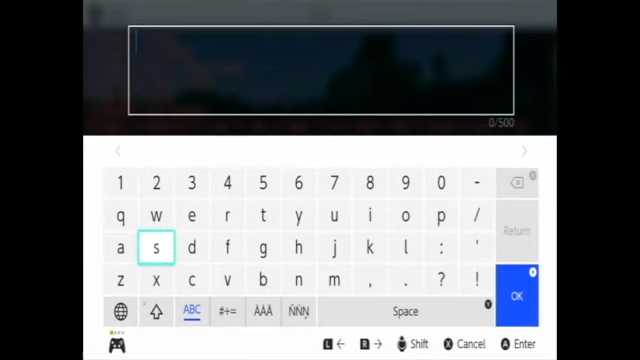 0/500
1 2 3 4 5 6 7 8 9 0 -
q w e r t y u i o p /
Return
a s d f g h j k l : '
z x c v b n m , . ? !
OK
ABC #+= ÀÀÀ ÑÑŅ Space
L ← R → Shift X Cancel A Enter